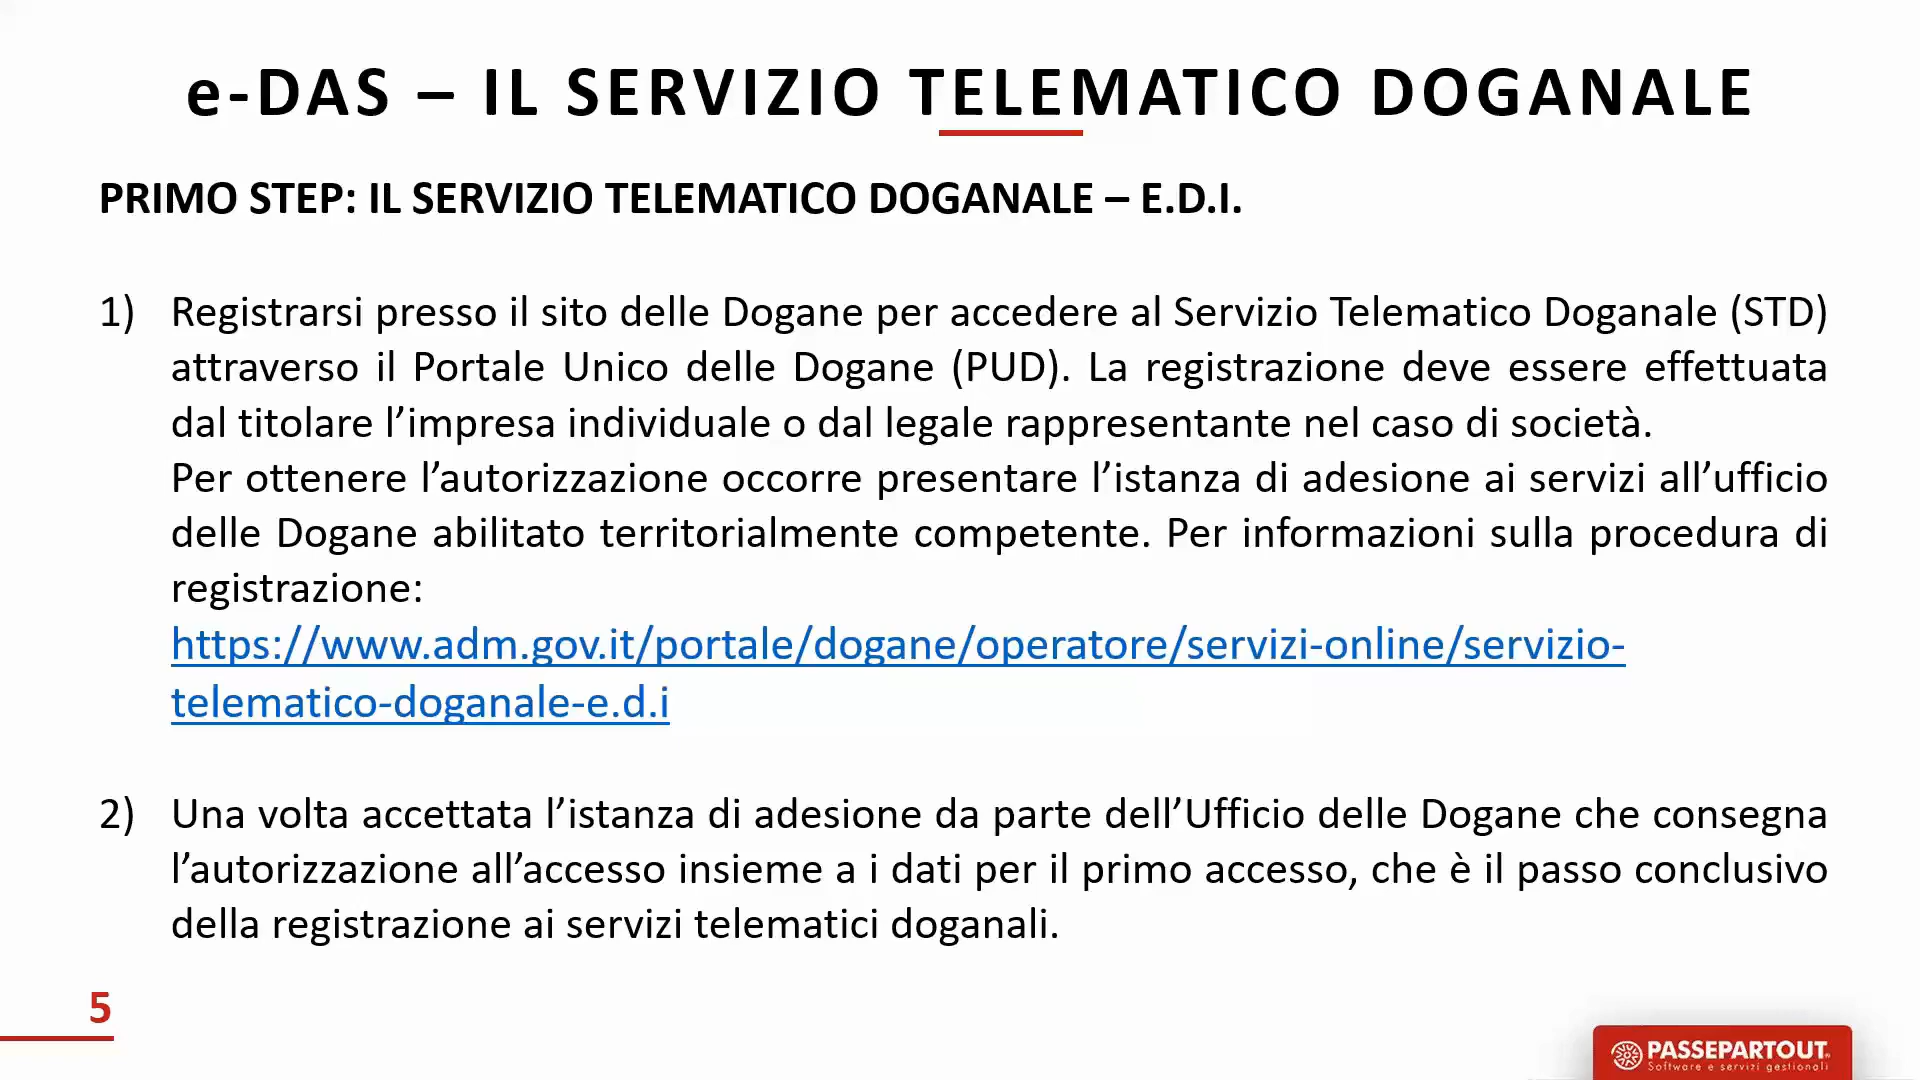 e-DAS – IL SERVIZIO TELEMATICO DOGANALE
PRIMO STEP: IL SERVIZIO TELEMATICO DOGANALE – E.D.I.
1) Registrarsi presso il sito delle Dogane per accedere al Servizio Telematico Doganale (STD)
attraverso il Portale Unico delle Dogane (PUD). La registrazione deve essere effettuata
dal titolare l’impresa individuale o dal legale rappresentante nel caso di società.
Per ottenere l’autorizzazione occorre presentare l’istanza di adesione ai servizi all’ufficio
delle Dogane abilitato territorialmente competente. Per informazioni sulla procedura di
registrazione:
https://www.adm.gov.it/portale/dogane/operatore/servizi-online/servizio-
telematico-doganale-e.d.i
2) Una volta accettata l’istanza di adesione da parte dell’Ufficio delle Dogane che consegna
l’autorizzazione all’accesso insieme a i dati per il primo accesso, che è il passo conclusivo
della registrazione ai servizi telematici doganali.
5
PASSEPARTOUT
Software e servizi gestionali